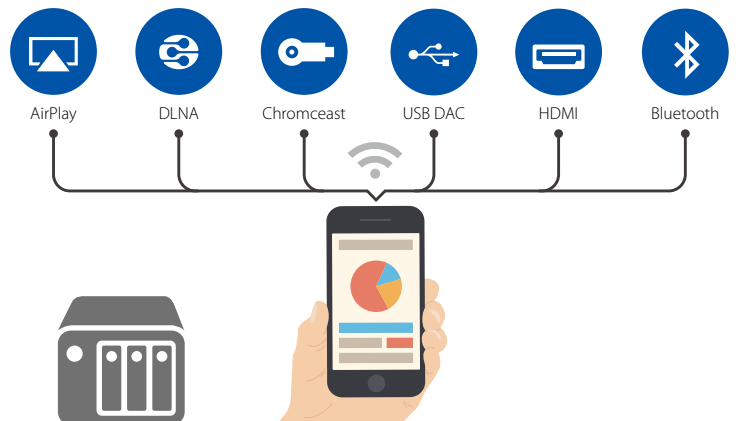 AirPlay
DLNA
Chromceast
USB DAC
HDMI
Bluetooth